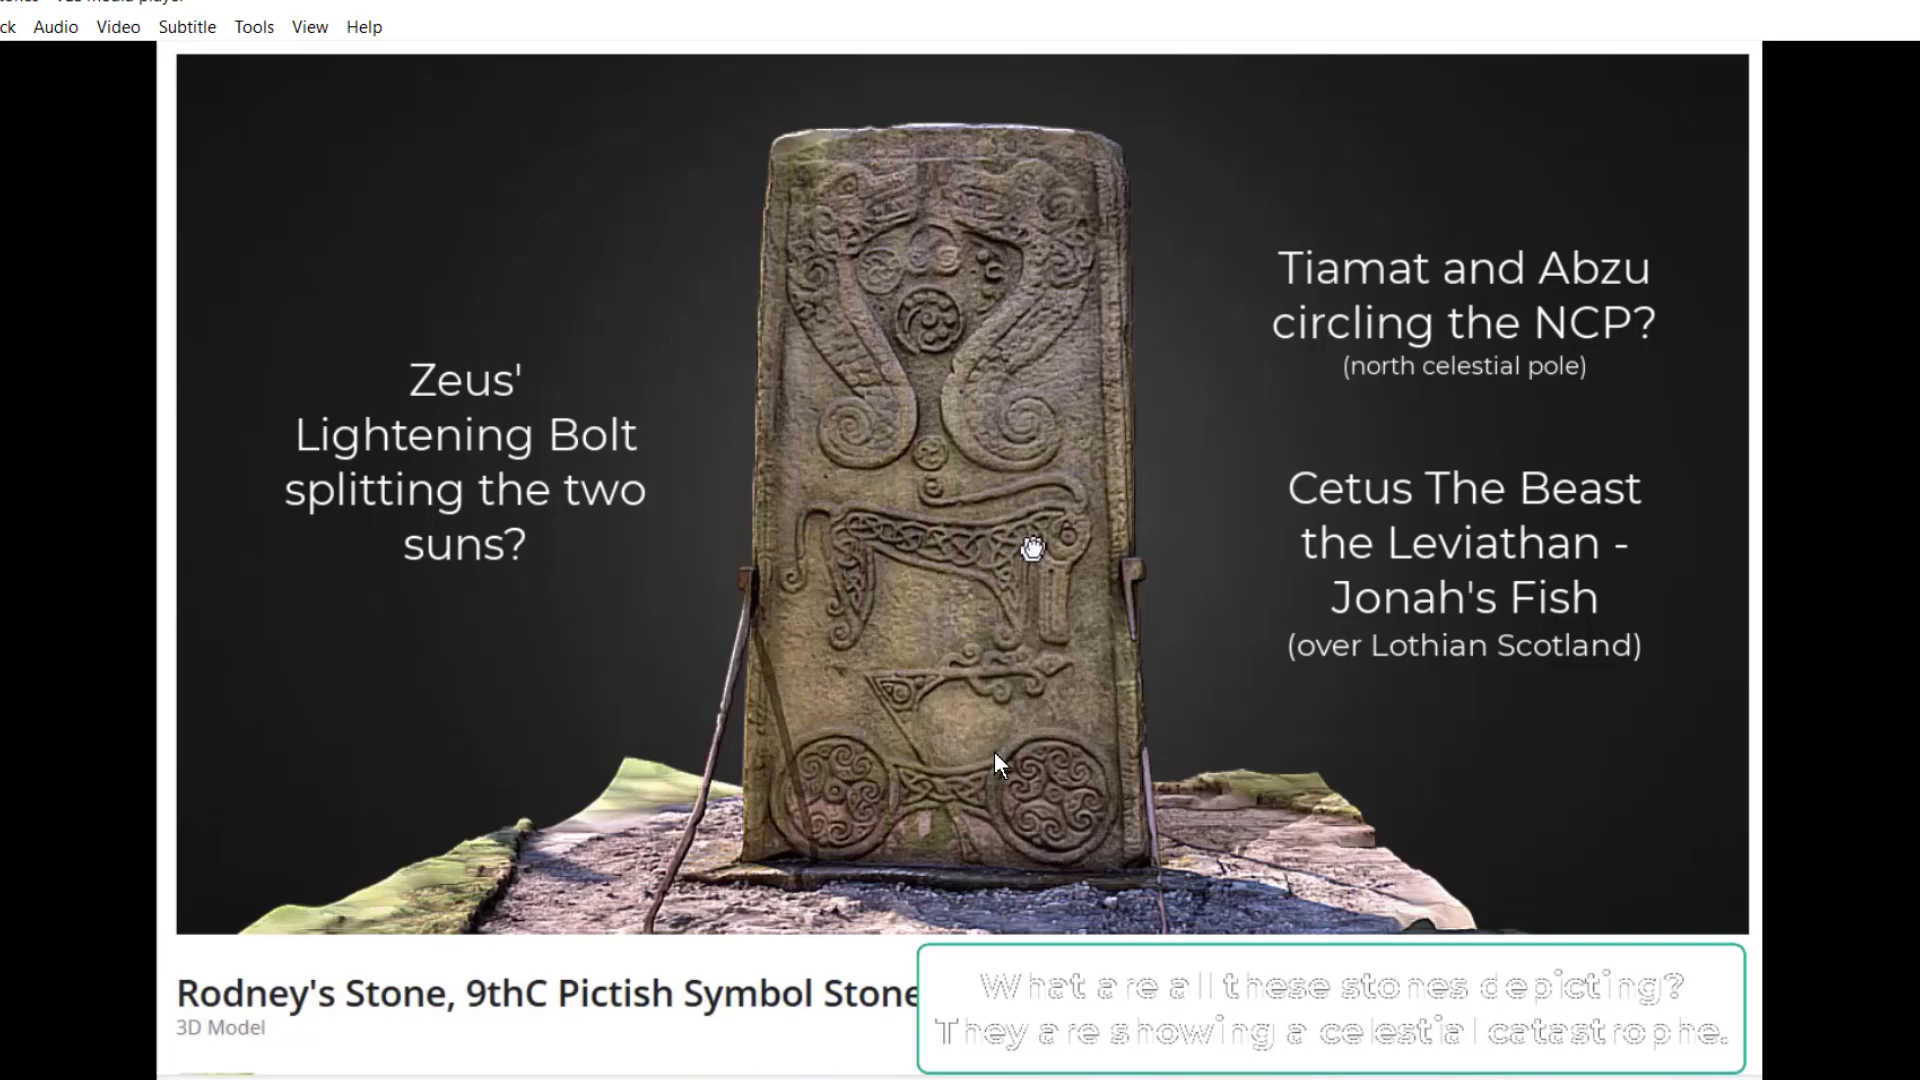 ck Audio Video Subtitle Tools View Help
Zeus'
Lightening Bolt
splitting the two
suns?
Tiamat and Abzu
circling the NCP?
(north celestial pole)
Cetus The Beast
the Leviathan -
Jonah's Fish
(over Lothian Scotland)
Rodney's Stone, 9thC Pictish Symbol Stone
3D Model
What are all these stones depicting?
They are showing a celestial catastrophe.